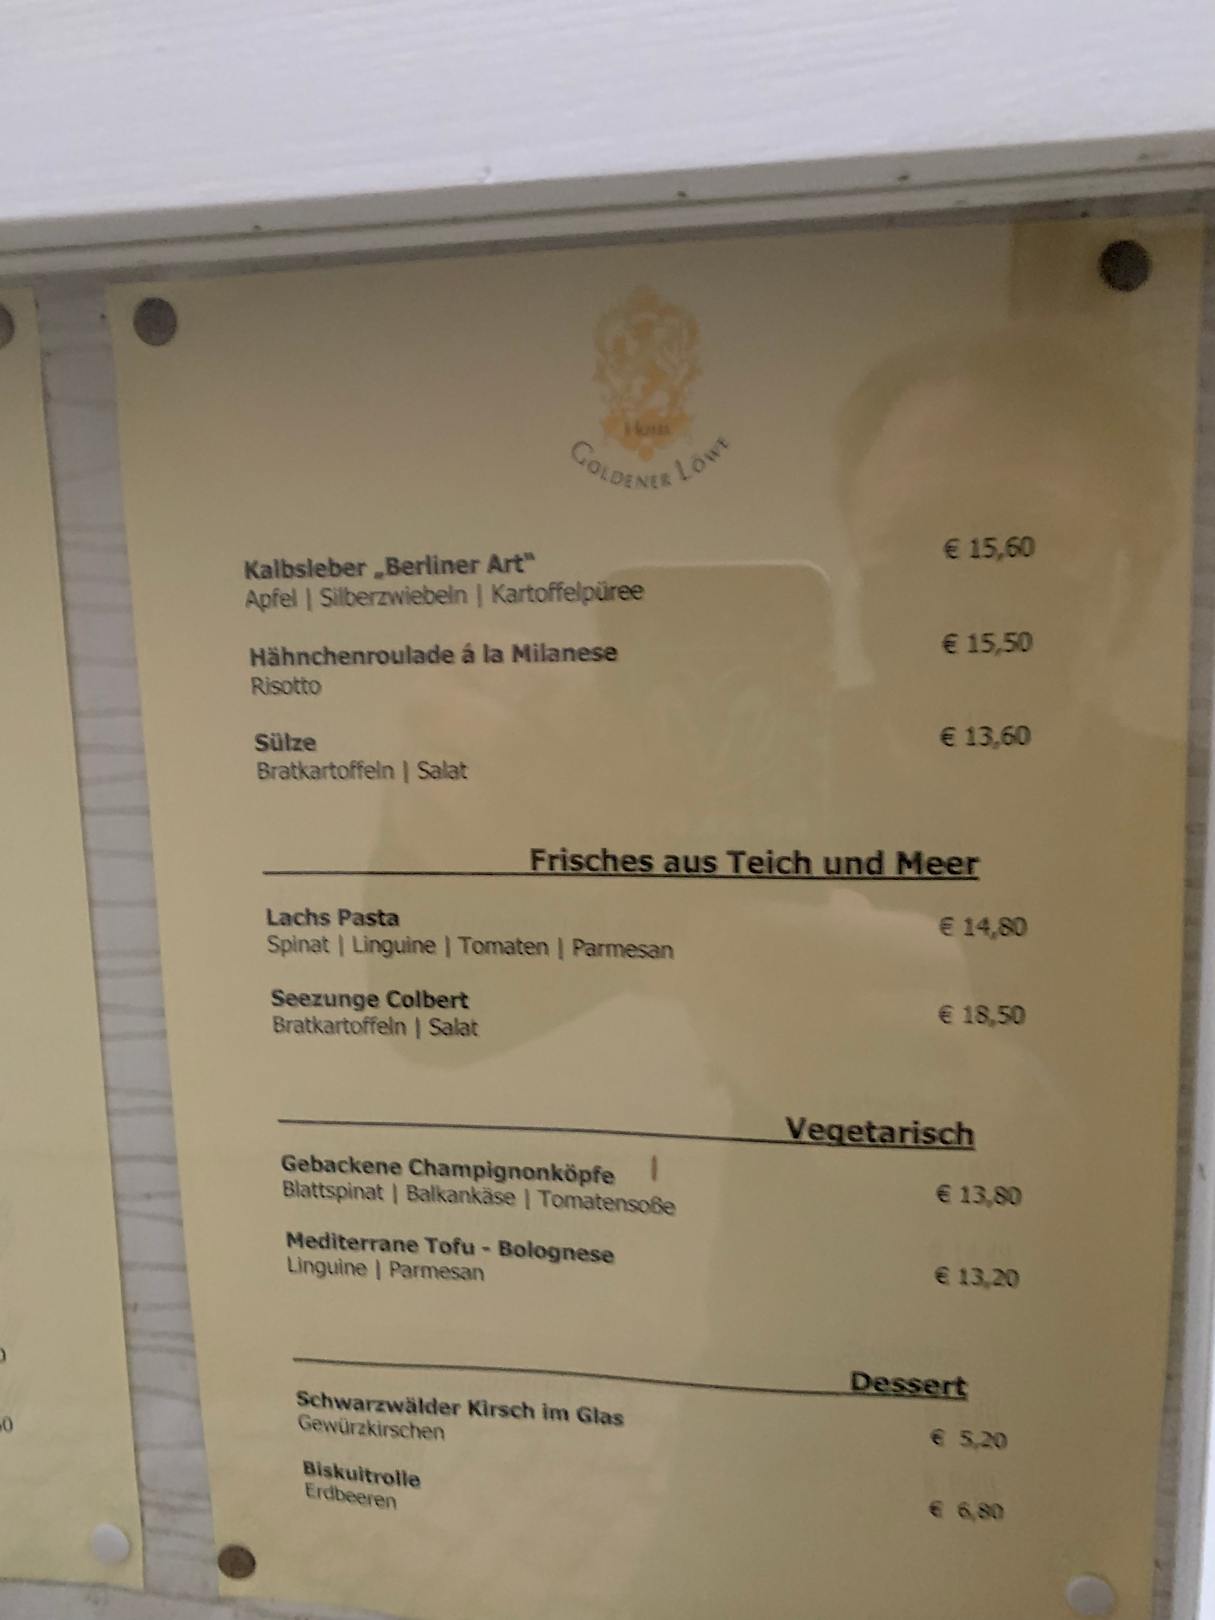 Hotel
GOLDENER LÖWE
Kalbsleber „Berliner Art" € 15,60
Apfel | Silberzwiebeln | Kartoffelpüree
Hähnchenroulade á la Milanese € 15,50
Risotto
Sülze € 13,60
Bratkartoffeln | Salat
Frisches aus Teich und Meer
Lachs Pasta € 14,80
Spinat | Linguine | Tomaten | Parmesan
Seezunge Colbert € 18,50
Bratkartoffeln | Salat
Vegetarisch
Gebackene Champignonköpfe
Blattspinat | Balkankäse | Tomatensoße € 13,80
Mediterrane Tofu - Bolognese
Linguine | Parmesan € 13,20
Dessert
Schwarzwälder Kirsch im Glas
Gewürzkirschen € 5,20
Biskuitrolle
Erdbeeren € 6,80